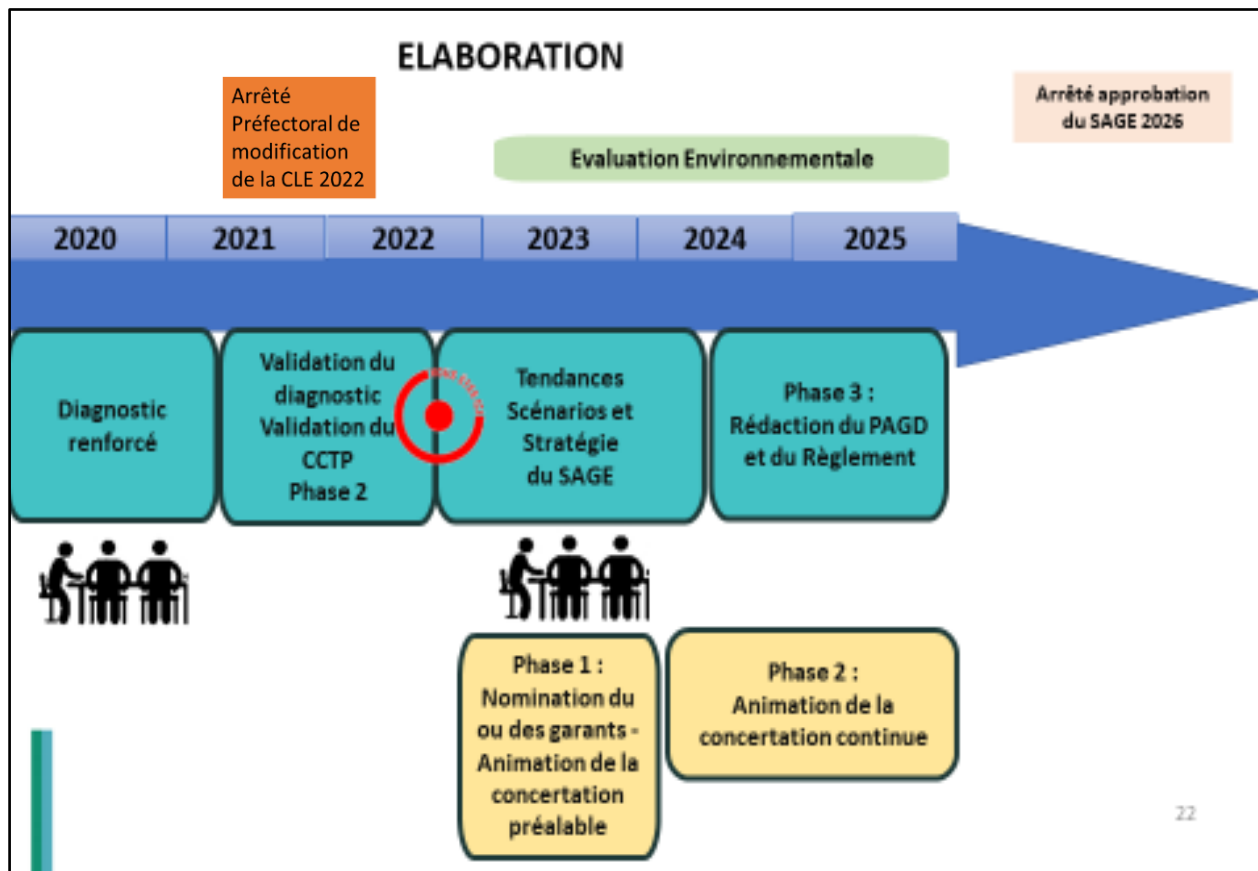 ELABORATION
Arrêté
Préfectoral de
modification
de la CLE 2022
Arrêté approbation
du SAGE 2026
Evaluation Environnementale
2020
2021
2022
2023
2024
2025
Diagnostic
renforcé
Validation du
diagnostic
Validation du
CCTP
Phase 2
Tendances
Scénarios et
Stratégie
du SAGE
Phase 3 :
Rédaction du PAGD
et du Règlement
Phase 1 :
Nomination du
ou des garants -
Animation de la
concertation
préalable
Phase 2 :
Animation de la
concertation continue
22